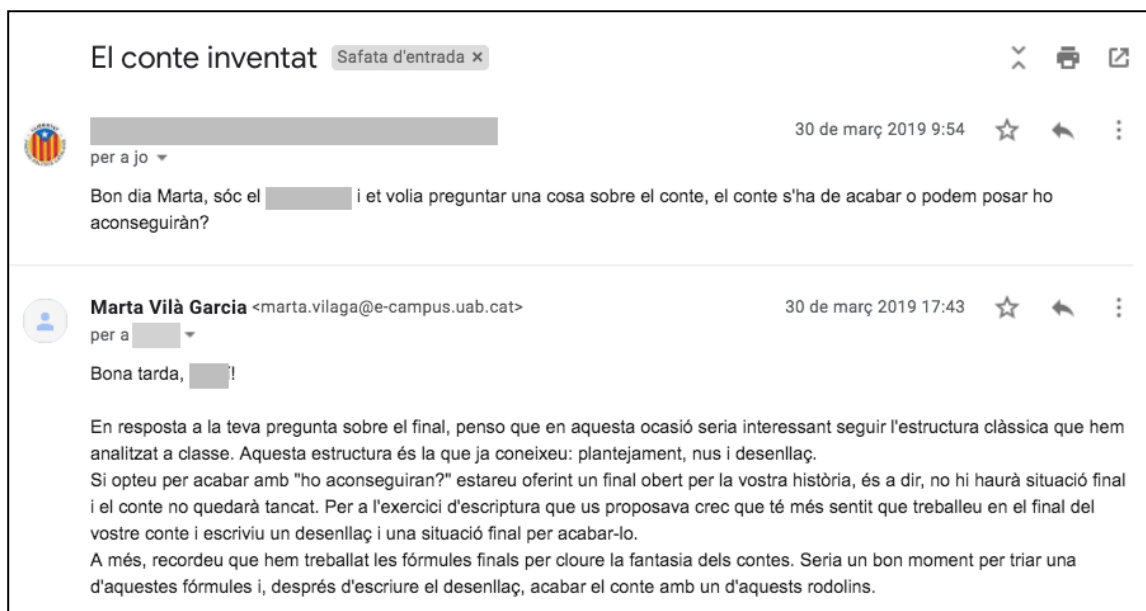 El conte inventat Safata d'entrada ×
30 de març 2019 9:54
per a jo
Bon dia Marta, sóc el i et volia preguntar una cosa sobre el conte, el conte s'ha de acabar o podem posar ho
aconseguiràn?
Marta Vilà Garcia <marta.vilaga@e-campus.uab.cat> 30 de març 2019 17:43
per a
Bona tarda, !
En resposta a la teva pregunta sobre el final, penso que en aquesta ocasió seria interessant seguir l'estructura clàssica que hem
analitzat a classe. Aquesta estructura és la que ja coneixeu: plantejament, nus i desenllaç.
Si opteu per acabar amb "ho aconseguiran?" estareu oferint un final obert per la vostra història, és a dir, no hi haurà situació final
i el conte no quedarà tancat. Per a l'exercici d'escriptura que us proposava crec que té més sentit que treballeu en el final del
vostre conte i escriviu un desenllaç i una situació final per acabar-lo.
A més, recordeu que hem treballat les fórmules finals per cloure la fantasia dels contes. Seria un bon moment per triar una
d'aquestes fórmules i, després d'escriure el desenllaç, acabar el conte amb un d'aquests rodolins.